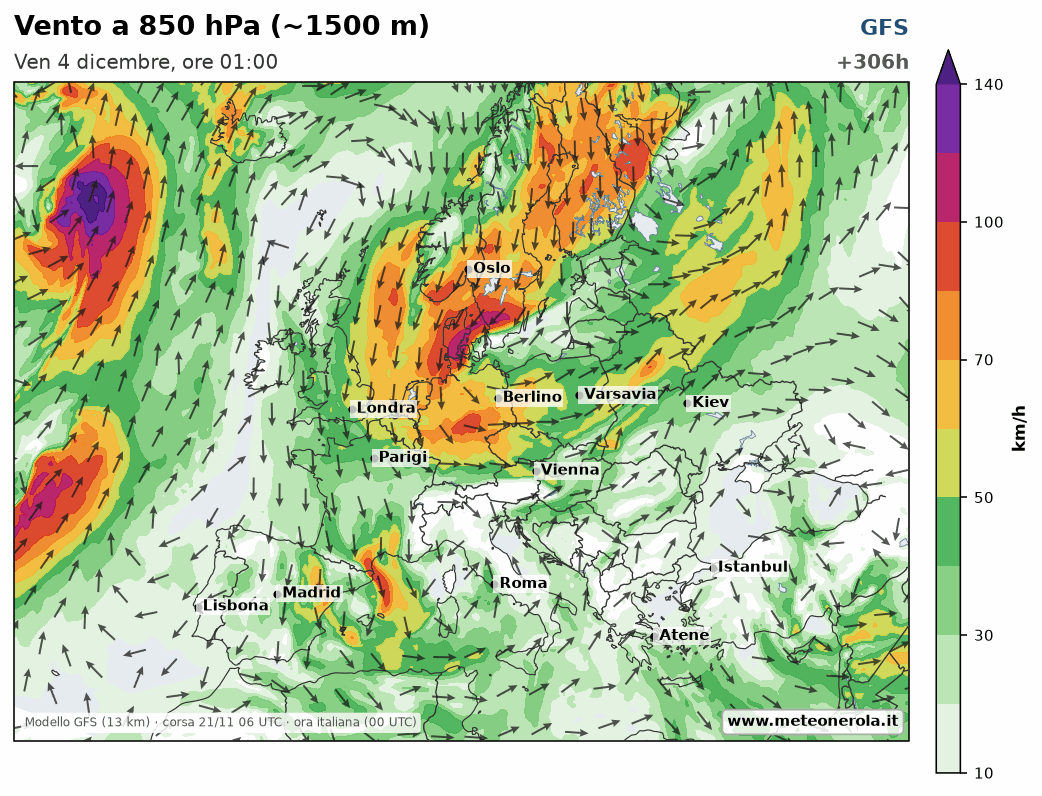 Vento a 850 hPa (~1500 m)
GFS
Ven 4 dicembre, ore 01:00
+306h
140
100
70
50
30
10
km/h
Oslo
Londra
Berlino
Varsavia
Kiev
Parigi
Vienna
Istanbul
Madrid
Lisbona
Roma
Atene
Modello GFS (13 km) · corsa 21/11 06 UTC · ora italiana (00 UTC)
www.meteonerola.it